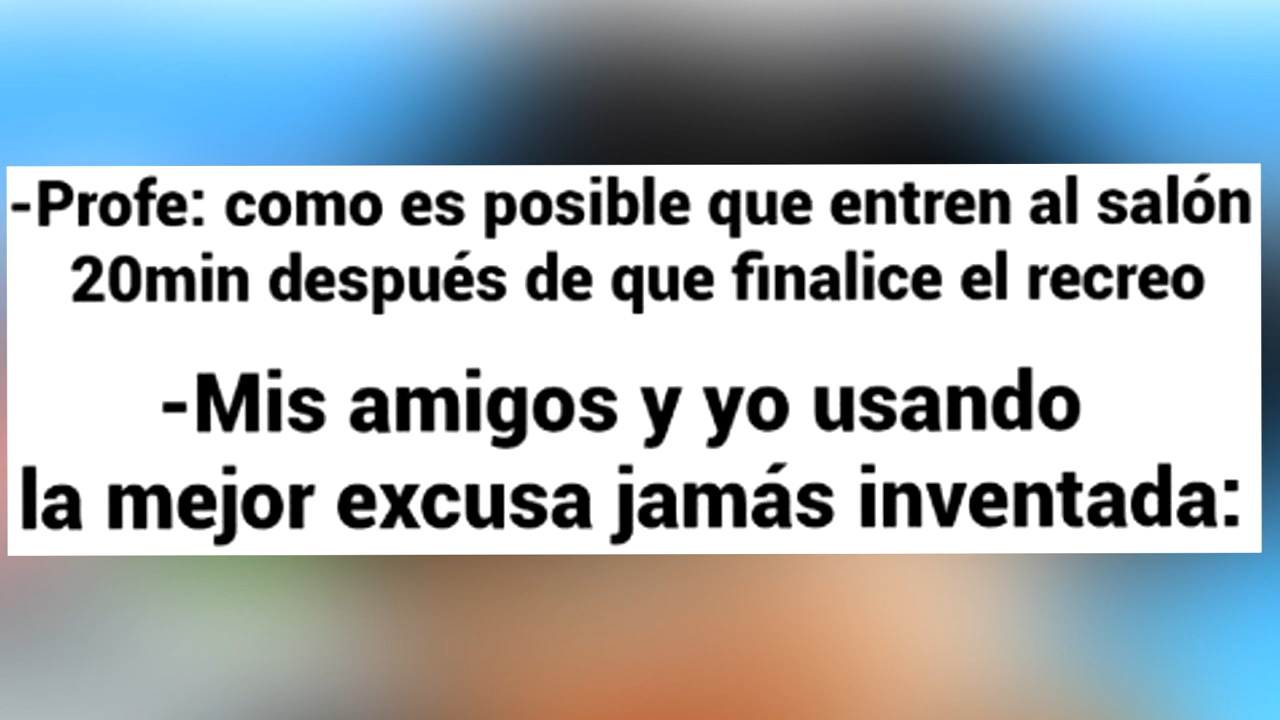 -Profe: como es posible que entren al salón
20min después de que finalice el recreo
-Mis amigos y yo usando
la mejor excusa jamás inventada: